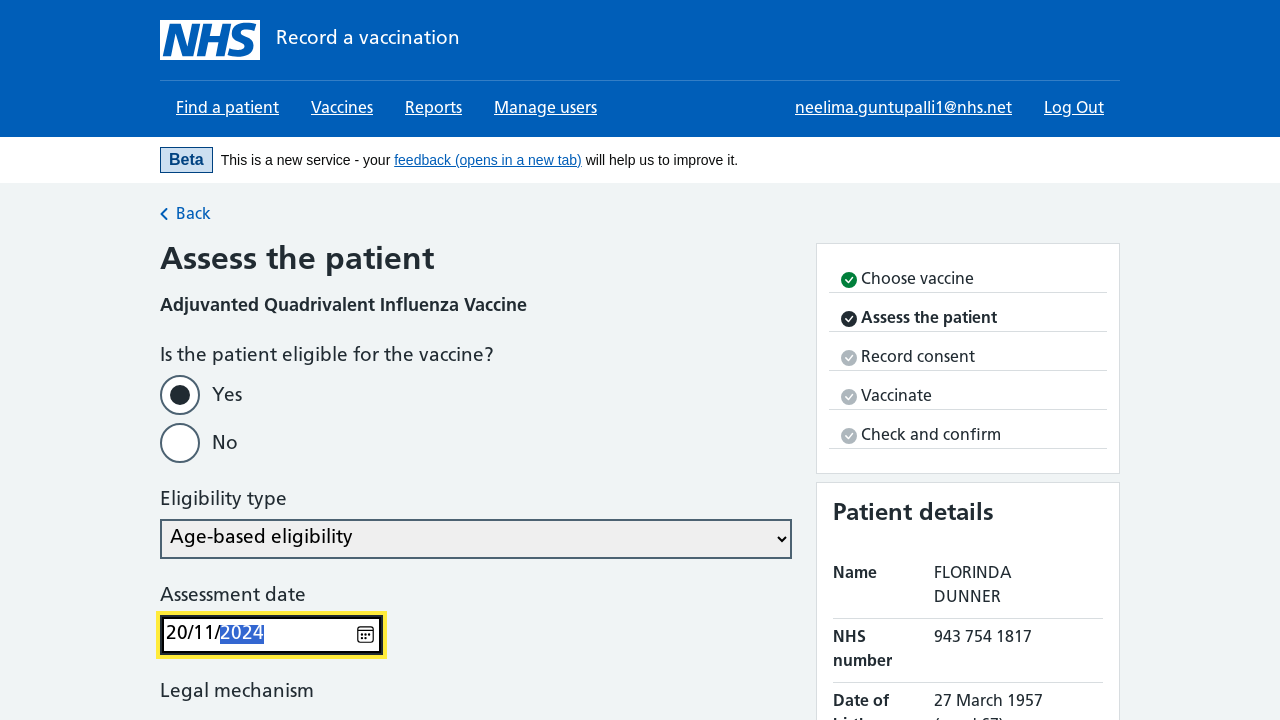 NHS Record a vaccination
Find a patient Vaccines Reports Manage users neelima.guntupalli1@nhs.net Log Out
Beta This is a new service - your feedback (opens in a new tab) will help us to improve it.
Back
Assess the patient
Adjuvanted Quadrivalent Influenza Vaccine
Is the patient eligible for the vaccine?
Yes
No
Eligibility type
Age-based eligibility
Assessment date
20/11/2024
Legal mechanism
Choose vaccine
Assess the patient
Record consent
Vaccinate
Check and confirm
Patient details
Name FLORINDA
DUNNER
NHS 943 754 1817
number
Date of 27 March 1957